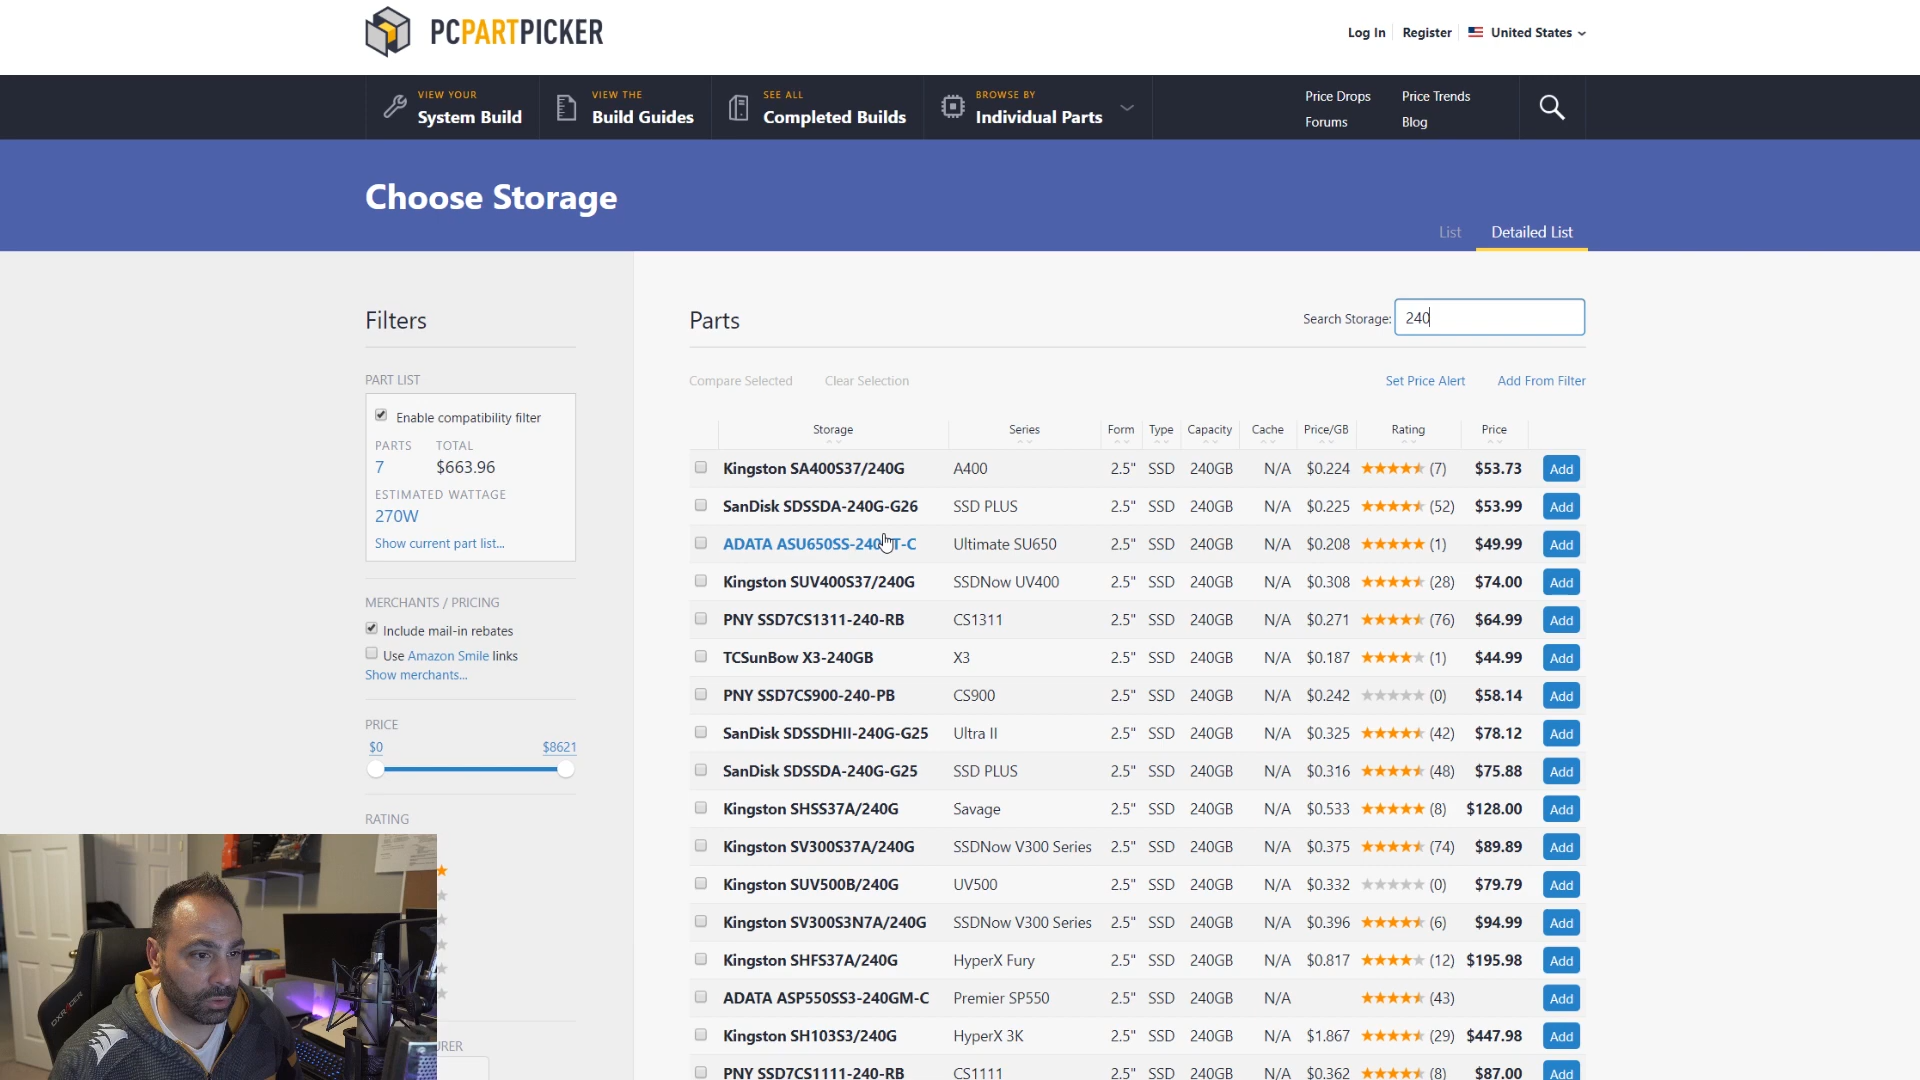 PCPARTPICKER
Log In Register United States
VIEW YOUR
System Build
VIEW THE
Build Guides
SEE ALL
Completed Builds
BROWSE BY
Individual Parts
Price Drops Price Trends
Forums Blog
Choose Storage
List Detailed List
Filters
PART LIST
Enable compatibility filter
PARTS TOTAL
7 $663.96
ESTIMATED WATTAGE
270W
Show current part list...
MERCHANTS / PRICING
Include mail-in rebates
Use Amazon Smile links
Show merchants...
PRICE
$0 $8621
RATING
Parts
Search Storage: 240
Compare Selected Clear Selection Set Price Alert Add From Filter
Storage Series Form Type Capacity Cache Price/GB Rating Price
Kingston SA400S37/240G A400 2.5" SSD 240GB N/A $0.224 (7) $53.73 Add
SanDisk SDSSDA-240G-G26 SSD PLUS 2.5" SSD 240GB N/A $0.225 (52) $53.99 Add
ADATA Ultimate SU650 2.5" SSD 240GB N/A $0.208 (1) $49.99 Add
Kingston SUV400S37/240G SSDNow UV400 2.5" SSD 240GB N/A $0.308 (28) $74.00 Add
PNY SSD7CS1311-240-RB CS1311 2.5" SSD 240GB N/A $0.271 (76) $64.99 Add
TCSunBow X3-240GB X3 2.5" SSD 240GB N/A $0.187 (1) $44.99 Add
PNY SSD7CS900-240-PB CS900 2.5" SSD 240GB N/A $0.242 (0) $58.14 Add
SanDisk SDSSDHII-240G-G25 Ultra II 2.5" SSD 240GB N/A $0.325 (42) $78.12 Add
SanDisk SDSSDA-240G-G25 SSD PLUS 2.5" SSD 240GB N/A $0.316 (48) $75.88 Add
Kingston SHSS37A/240G Savage 2.5" SSD 240GB N/A $0.533 (8) $128.00 Add
Kingston SV300S37A/240G SSDNow V300 Series 2.5" SSD 240GB N/A $0.375 (74) $89.89 Add
Kingston SUV500B/240G UV500 2.5" SSD 240GB N/A $0.332 (0) $79.79 Add
Kingston SV300S3N7A/240G SSDNow V300 Series 2.5" SSD 240GB N/A $0.396 (6) $94.99 Add
Kingston SHFS37A/240G HyperX Fury 2.5" SSD 240GB N/A $0.817 (12) $195.98 Add
ADATA ASP550SS3-240GM-C Premier SP550 2.5" SSD 240GB N/A (43) Add
Kingston SH103S3/240G HyperX 3K 2.5" SSD 240GB N/A $1.867 (29) $447.98 Add
PNY SSD7CS1111-240-RB CS1111 2.5" SSD 240GB N/A $0.362 (8) $87.00 Add
URER
DXRACER